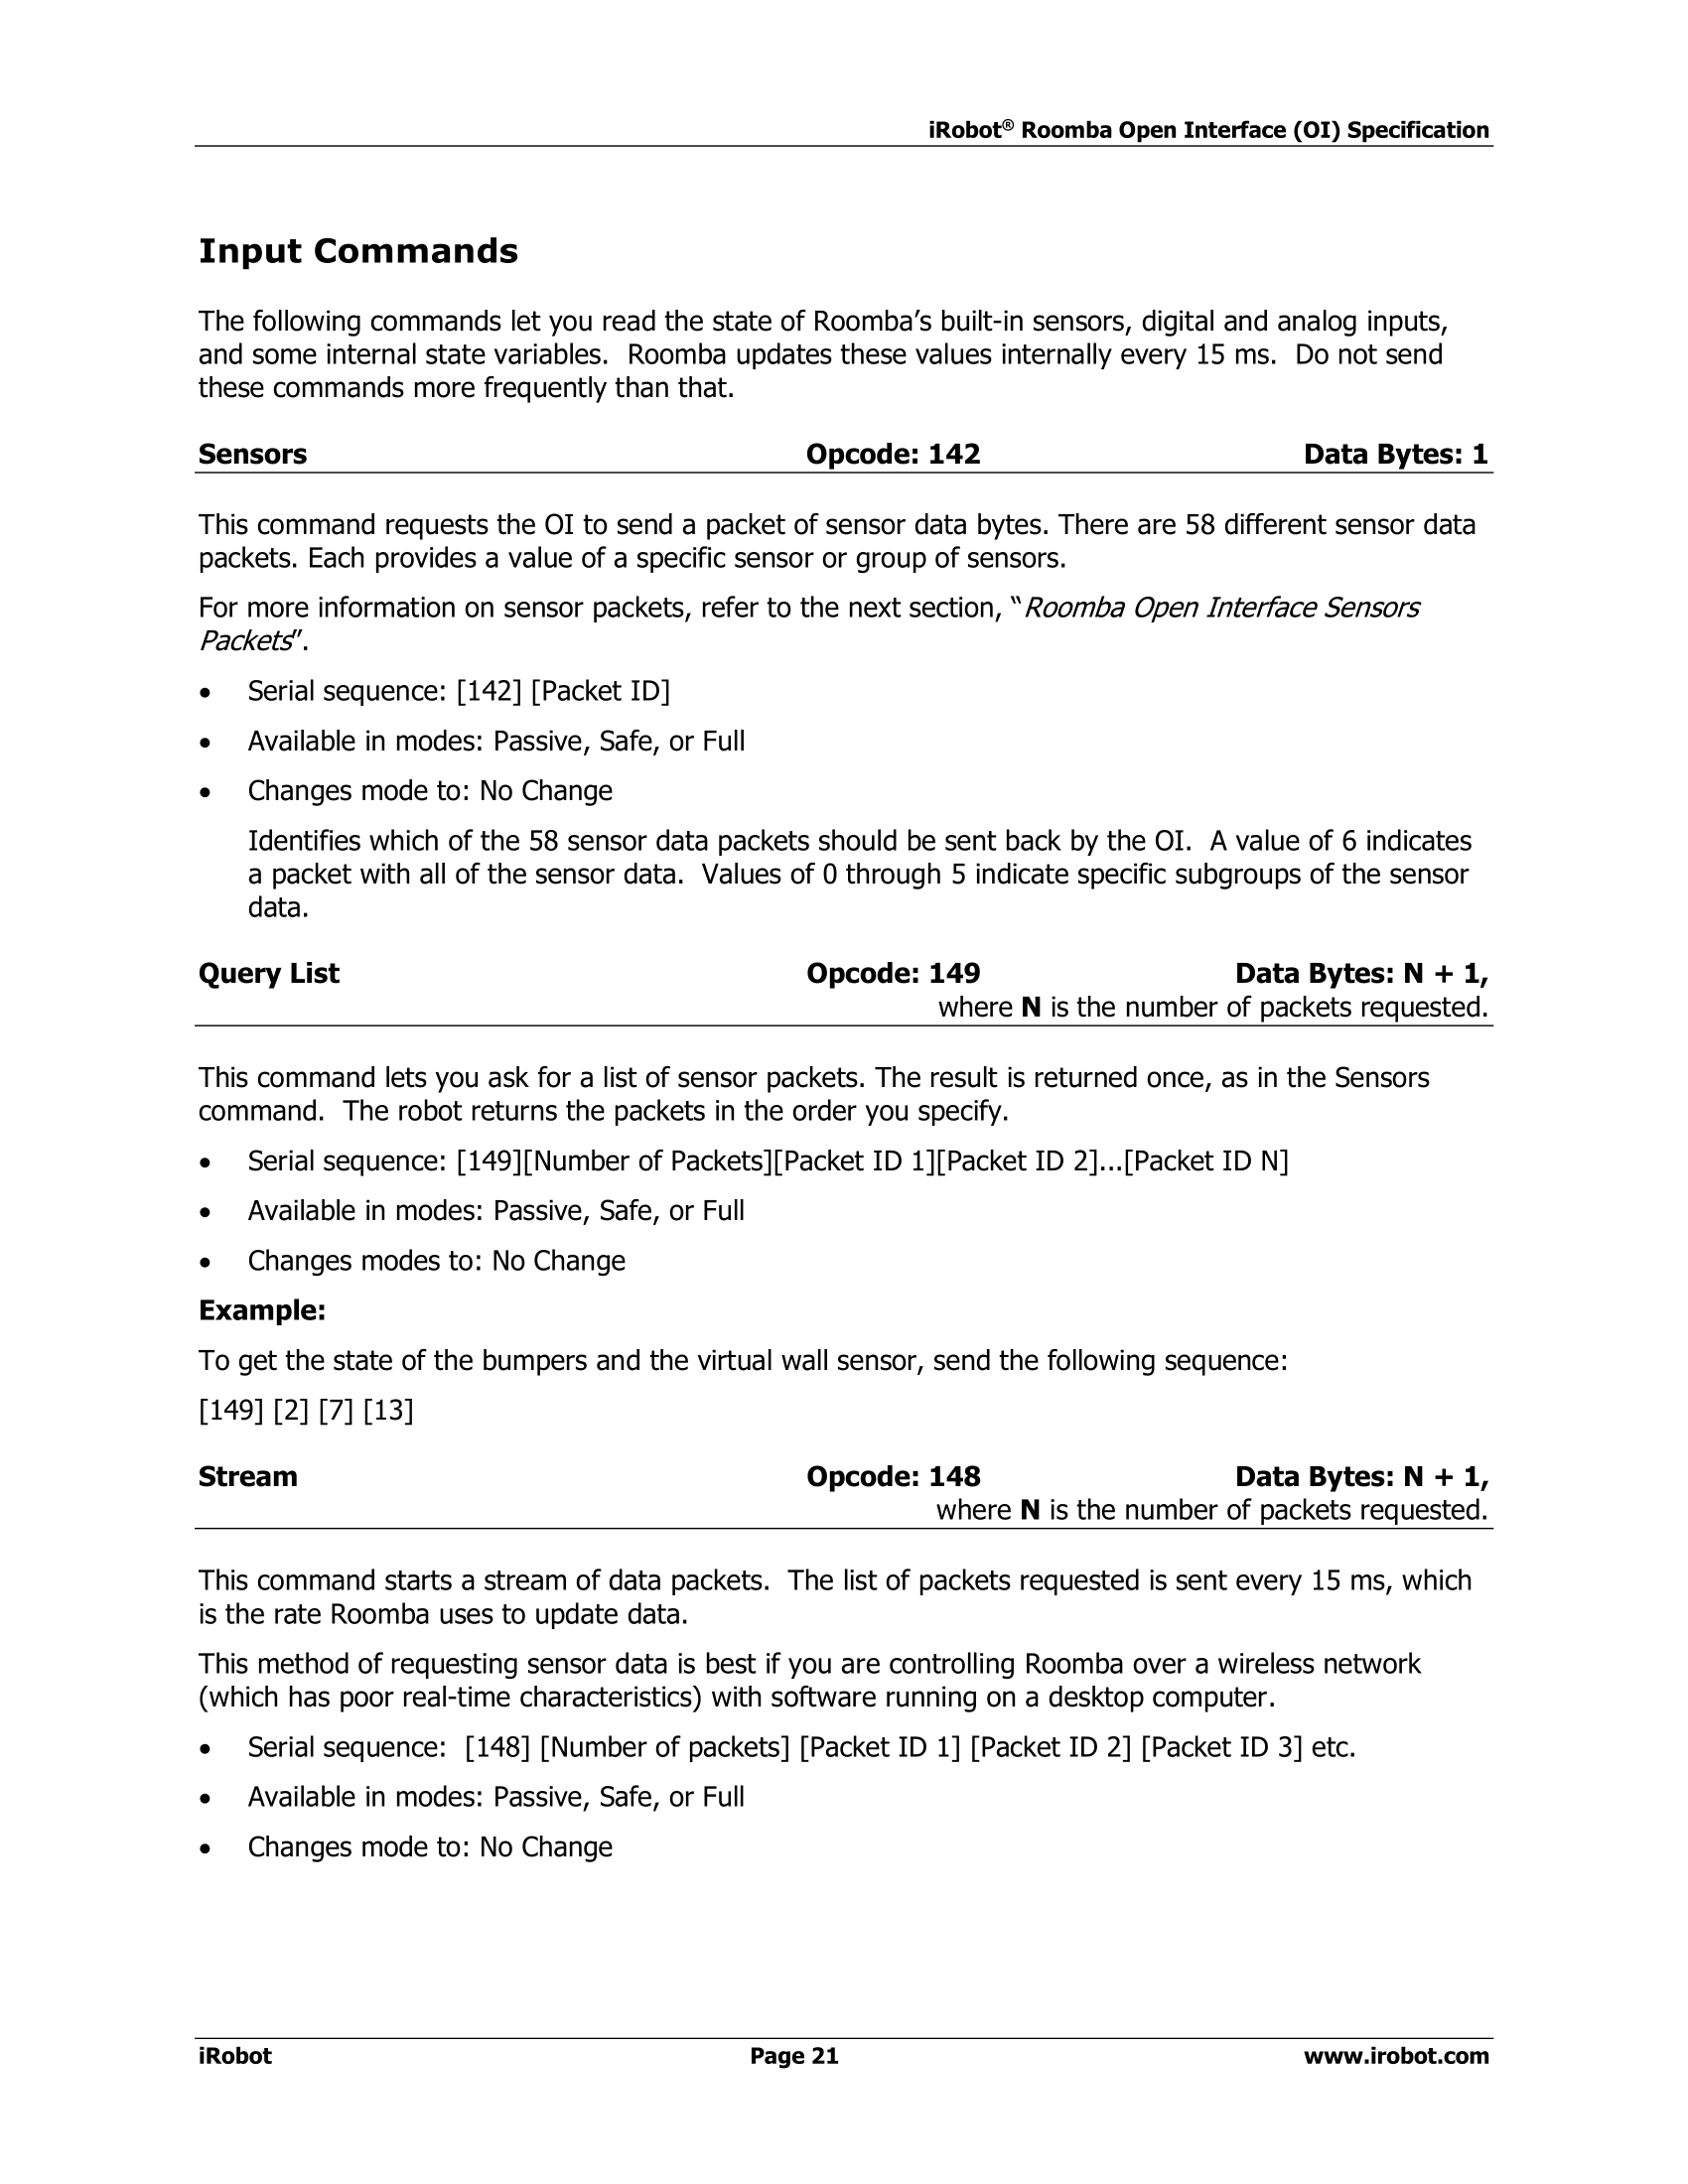 iRobot® Roomba Open Interface (OI) Specification
Input Commands
The following commands let you read the state of Roomba’s built-in sensors, digital and analog inputs,
and some internal state variables.  Roomba updates these values internally every 15 ms.  Do not send
these commands more frequently than that.
Sensors Opcode: 142 Data Bytes: 1
This command requests the OI to send a packet of sensor data bytes. There are 58 different sensor data
packets. Each provides a value of a specific sensor or group of sensors.
For more information on sensor packets, refer to the next section, “Roomba Open Interface Sensors
Packets”.
• Serial sequence: [142] [Packet ID]
• Available in modes: Passive, Safe, or Full
• Changes mode to: No Change
Identifies which of the 58 sensor data packets should be sent back by the OI.  A value of 6 indicates
a packet with all of the sensor data.  Values of 0 through 5 indicate specific subgroups of the sensor
data.
Query List Opcode: 149 Data Bytes: N + 1,
where N is the number of packets requested.
This command lets you ask for a list of sensor packets. The result is returned once, as in the Sensors
command.  The robot returns the packets in the order you specify.
• Serial sequence: [149][Number of Packets][Packet ID 1][Packet ID 2]...[Packet ID N]
• Available in modes: Passive, Safe, or Full
• Changes modes to: No Change
Example:
To get the state of the bumpers and the virtual wall sensor, send the following sequence:
[149] [2] [7] [13]
Stream Opcode: 148 Data Bytes: N + 1,
where N is the number of packets requested.
This command starts a stream of data packets.  The list of packets requested is sent every 15 ms, which
is the rate Roomba uses to update data.
This method of requesting sensor data is best if you are controlling Roomba over a wireless network
(which has poor real-time characteristics) with software running on a desktop computer.
• Serial sequence:  [148] [Number of packets] [Packet ID 1] [Packet ID 2] [Packet ID 3] etc.
• Available in modes: Passive, Safe, or Full
• Changes mode to: No Change
iRobot Page 21 www.irobot.com